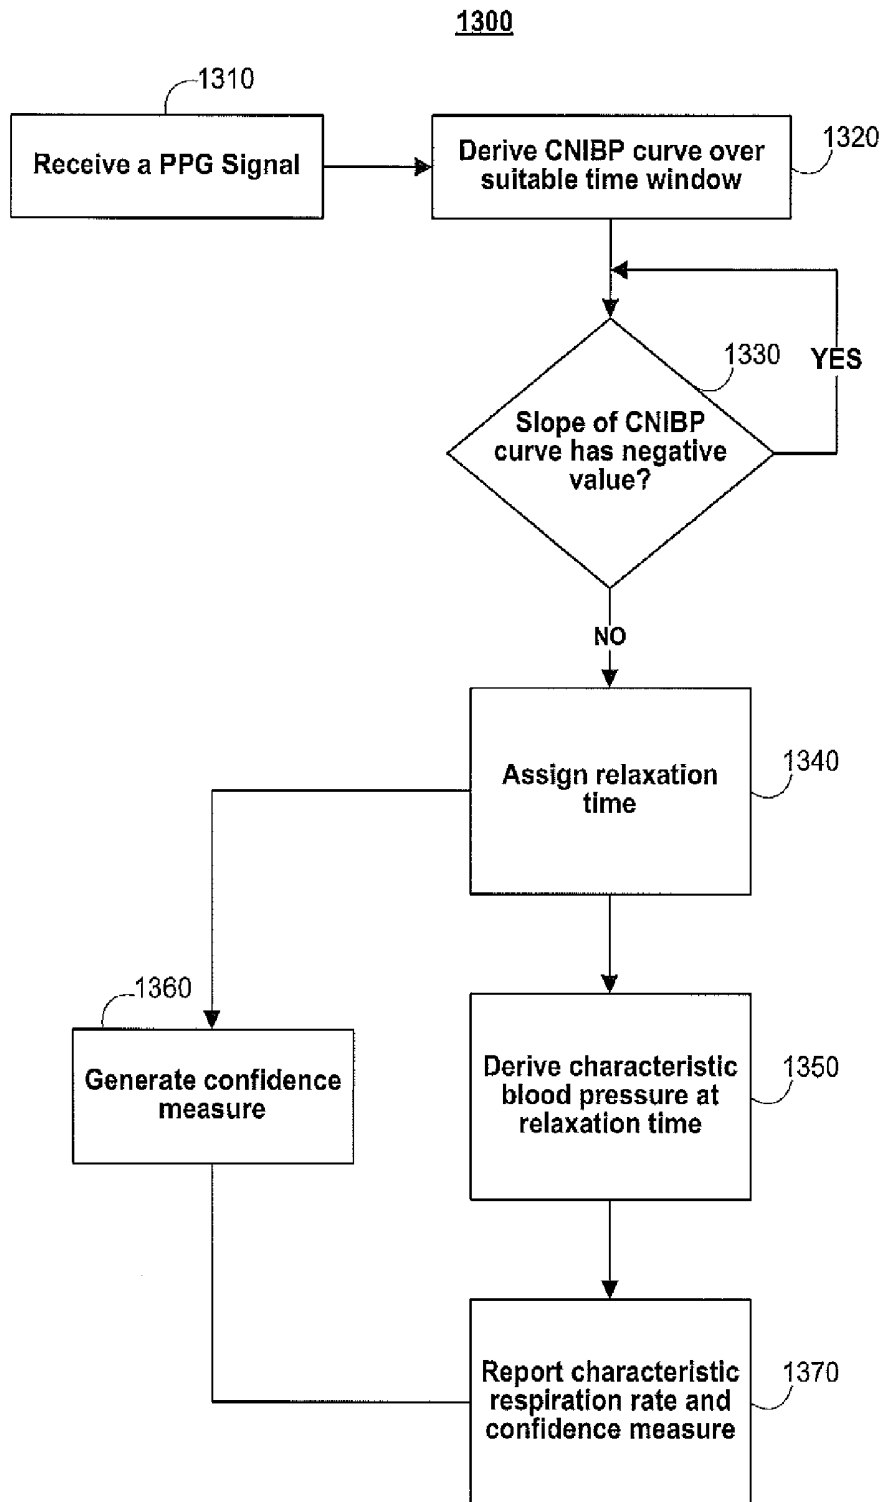 1300
1310
Receive a PPG Signal
Derive CNIBP curve over
suitable time window
1320
1330
YES
Slope of CNIBP
curve has negative
value?
NO
Assign relaxation
time
1340
1360
Generate confidence
measure
Derive characteristic
blood pressure at
relaxation time
1350
Report characteristic
respiration rate and
confidence measure
1370